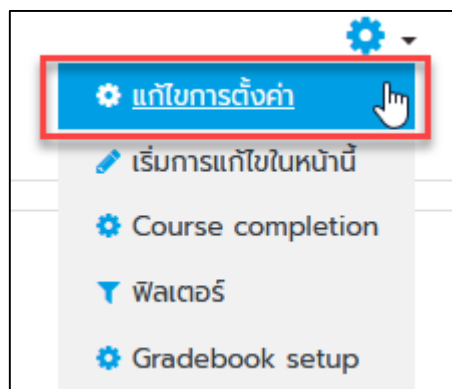 แก้ไขการตั้งค่า
เริ่มการแก้ไขในหน้านี้
Course completion
ฟิลเตอร์
Gradebook setup